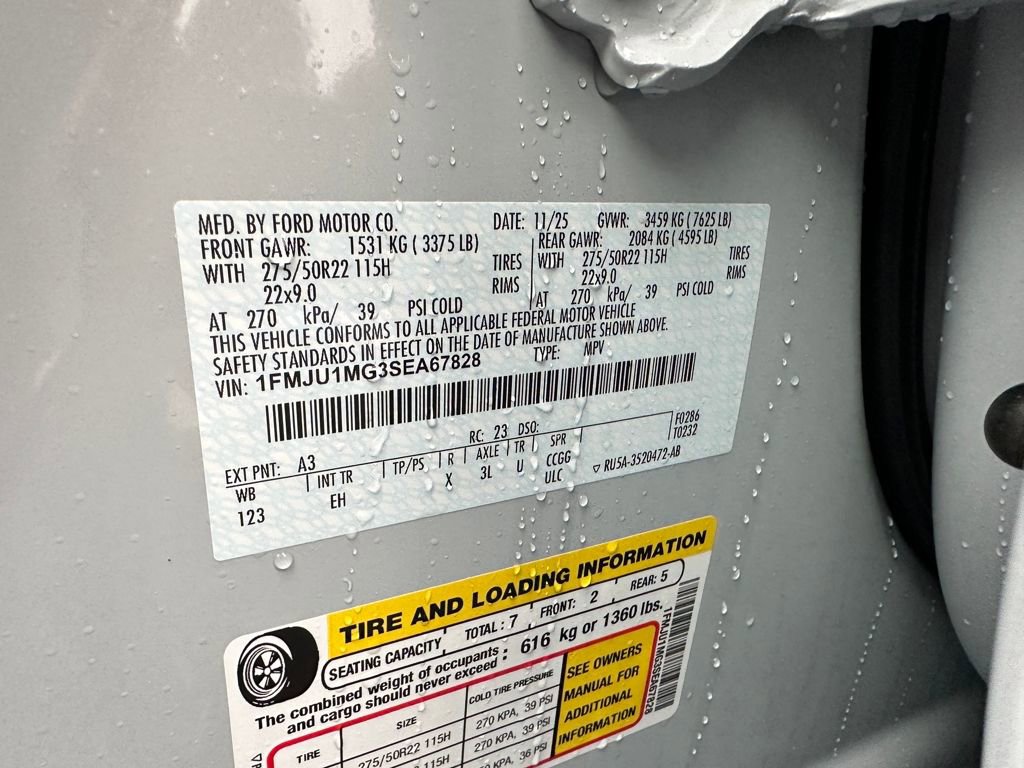 MFD. BY FORD MOTOR CO. DATE: 11/25 GVWR: 3459 KG ( 7625 LB)
FRONT GAWR: 1531 KG ( 3375 LB) REAR GAWR: 2084 KG ( 4595 LB)
WITH 275/50R22 115H TIRES WITH 275/50R22 115H TIRES
22x9.0 RIMS 22x9.0 RIMS
AT 270 kPa/ 39 PSI COLD AT 270 kPa/ 39 PSI COLD
THIS VEHICLE CONFORMS TO ALL APPLICABLE FEDERAL MOTOR VEHICLE
SAFETY STANDARDS IN EFFECT ON THE DATE OF MANUFACTURE SHOWN ABOVE.
VIN: 1FMJU1MG3SEA67828 TYPE: MPV
F0286
T0232
EXT PNT: A3 RC: 23 DSO:
WB INT TR TP/PS R AXLE TR SPR
123 EH X 3L U CCGG
ULC ▽ RU5A-3520472-AB
TIRE AND LOADING INFORMATION
SEATING CAPACITY TOTAL: 7 FRONT: 2 REAR: 5
The combined weight of occupants
and cargo should never exceed : 616 kg or 1360 lbs.
TIRE SIZE COLD TIRE PRESSURE
275/50R22 115H 270 KPA, 39 PSI
115H 270 KPA, 39 PSI
KPA, 36 PSI
SEE OWNERS
MANUAL FOR
ADDITIONAL
INFORMATION
1FMJU1MG3SEA67828